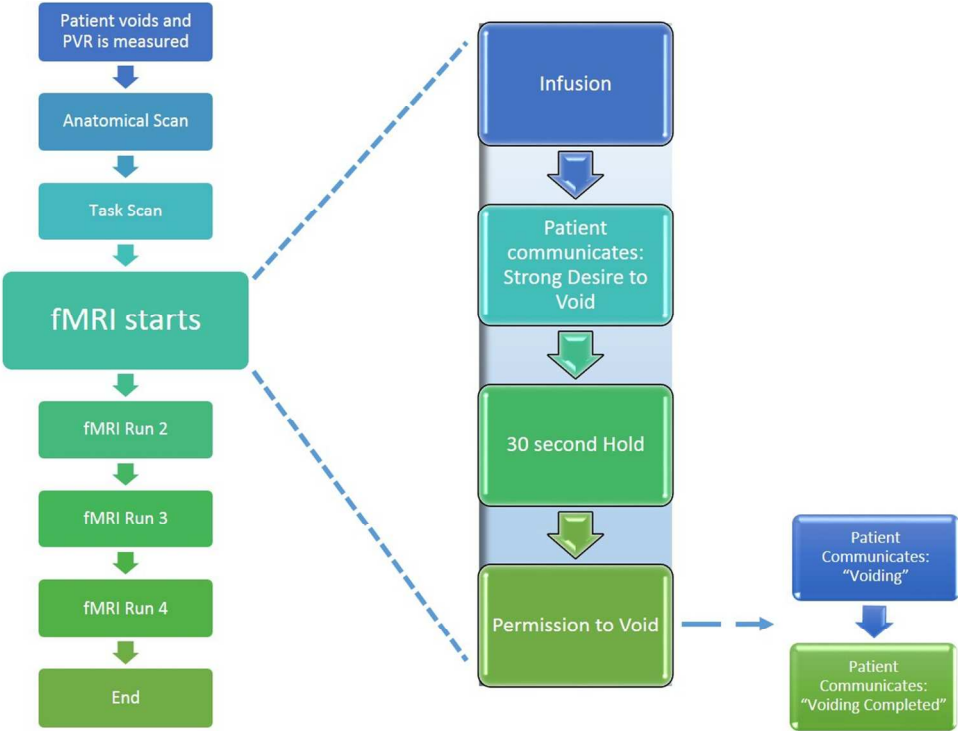 Patient voids and
PVR is measured
Anatomical Scan
Task Scan
fMRI starts
fMRI Run 2
fMRI Run 3
fMRI Run 4
End
Infusion
Patient
communicates:
Strong Desire to
Void
30 second Hold
Permission to Void
Patient
Communicates:
“Voiding”
Patient
Communicates:
“Voiding Completed”